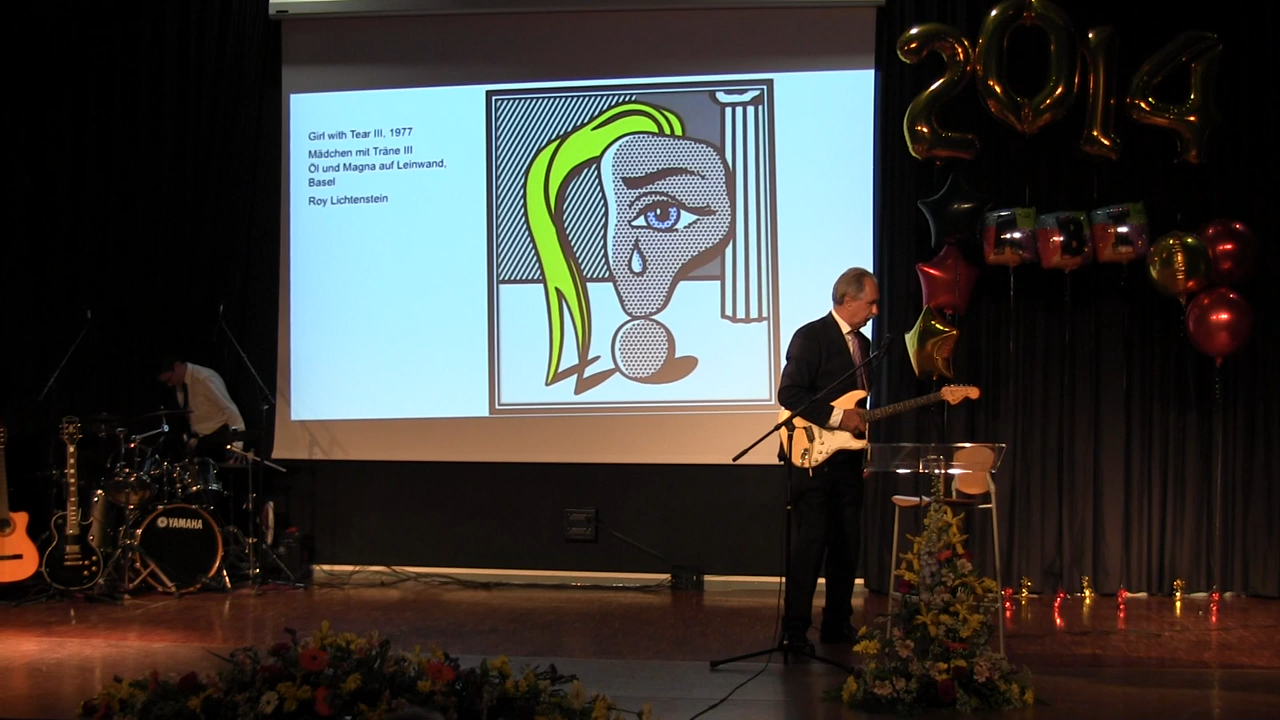 Girl with Tear III, 1977
Mädchen mit Träne III
Öl und Magna auf Leinwand,
Basel
Roy Lichtenstein
2014
YAMAHA